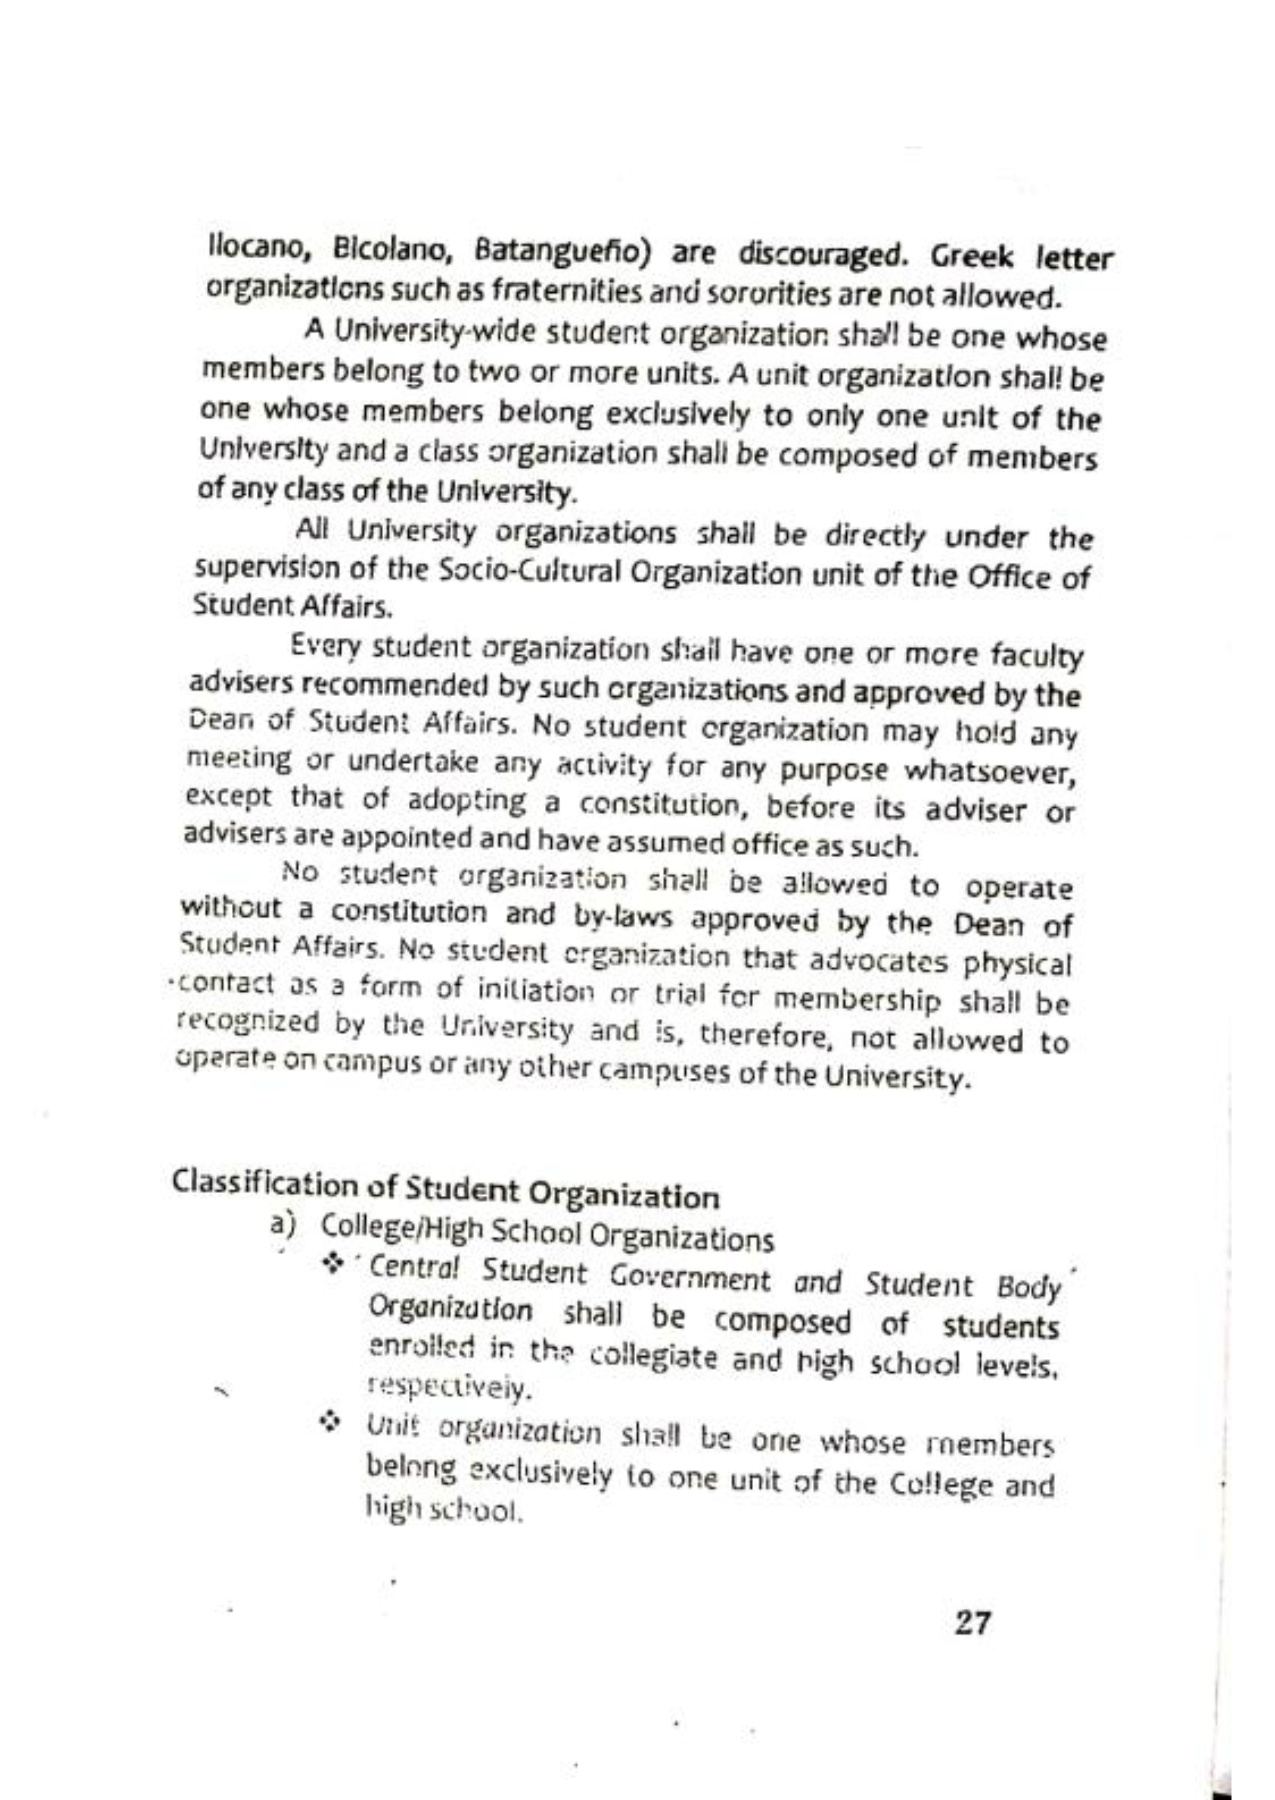 Ilocano, Bicolano, Batangueño) are discouraged. Greek letter
organizations such as fraternities and sororities are not allowed.
A University-wide student organization shall be one whose
members belong to two or more units. A unit organization shall be
one whose members belong exclusively to only one unit of the
University and a class organization shall be composed of members
of any class of the University.
All University organizations shall be directly under the
supervision of the Socio-Cultural Organization unit of the Office of
Student Affairs.
Every student organization shall have one or more faculty
advisers recommended by such organizations and approved by the
Dean of Student Affairs. No student organization may hold any
meeting or undertake any activity for any purpose whatsoever,
except that of adopting a constitution, before its adviser or
advisers are appointed and have assumed office as such.
No student organization shall be allowed to operate
without a constitution and by-laws approved by the Dean of
Student Affairs. No student organization that advocates physical
contact as a form of initiation or trial for membership shall be
recognized by the University and is, therefore, not allowed to
operate on campus or any other campuses of the University.
Classification of Student Organization
a) College/High School Organizations
❖ Central Student Government and Student Body
Organization shall be composed of students
enrolled in the collegiate and high school levels,
respectively.
❖ Unit organization shall be one whose members
belong exclusively to one unit of the College and
high school.
27